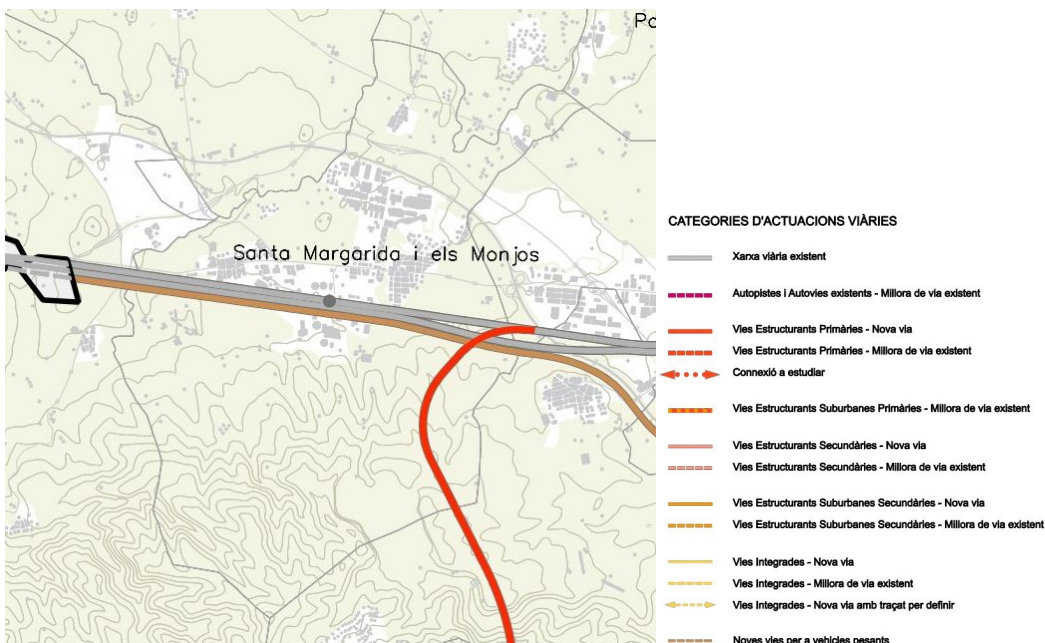 Po
Santa Margarida i els Monjos
CATEGORIES D'ACTUACIONS VIÀRIES
Xarxa viària existent
Autopistes i Autovies existents - Millora de via existent
Vies Estructurants Primàries - Nova via
Vies Estructurants Primàries - Millora de via existent
Connexió a estudiar
Vies Estructurants Suburbanes Primàries - Millora de via existent
Vies Estructurants Secundàries - Nova via
Vies Estructurants Secundàries - Millora de via existent
Vies Estructurants Suburbanes Secundàries - Nova via
Vies Estructurants Suburbanes Secundàries - Millora de via existent
Vies Integrades - Nova via
Vies Integrades - Millora de via existent
Vies Integrades - Nova via amb traçat per definir
Noves vies per a vehicles pesants